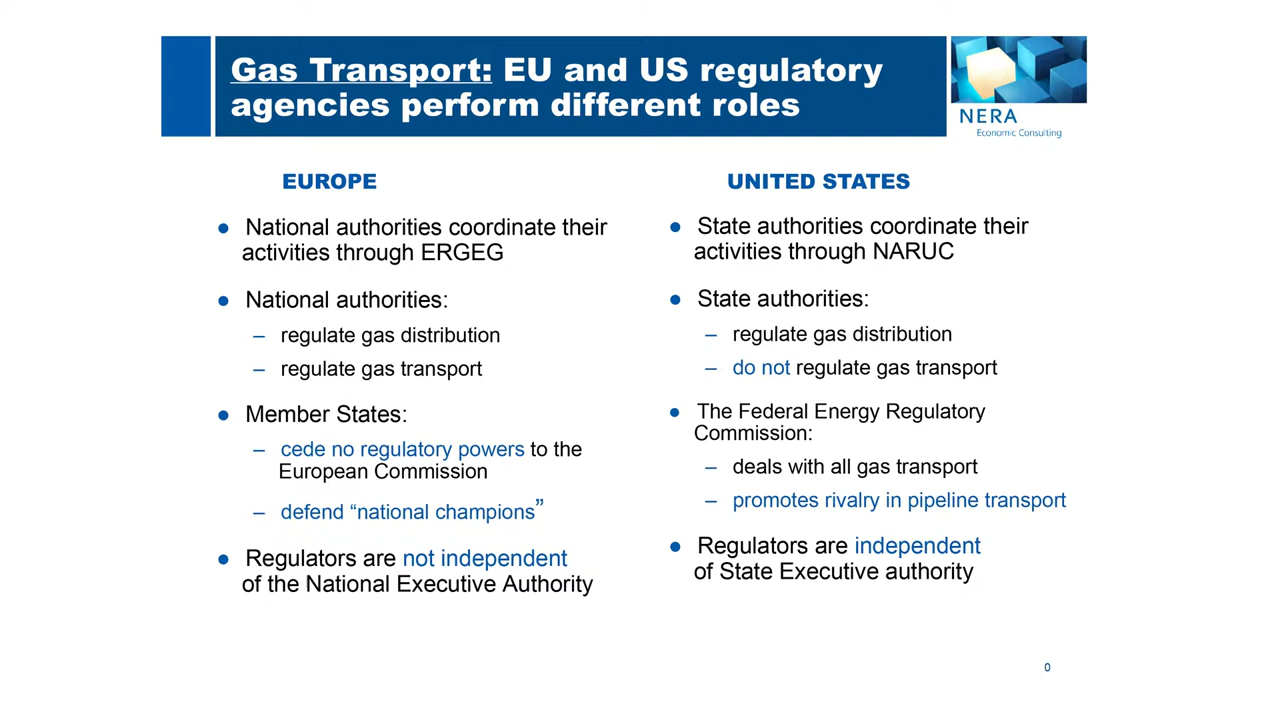 Gas Transport: EU and US regulatory
agencies perform different roles
NERA
Economic Consulting
EUROPE
● National authorities coordinate their
activities through ERGEG
● National authorities:
– regulate gas distribution
– regulate gas transport
● Member States:
– cede no regulatory powers to the
European Commission
– defend “national champions”
● Regulators are not independent
of the National Executive Authority
UNITED STATES
● State authorities coordinate their
activities through NARUC
● State authorities:
– regulate gas distribution
– do not regulate gas transport
● The Federal Energy Regulatory
Commission:
– deals with all gas transport
– promotes rivalry in pipeline transport
● Regulators are independent
of State Executive authority
0